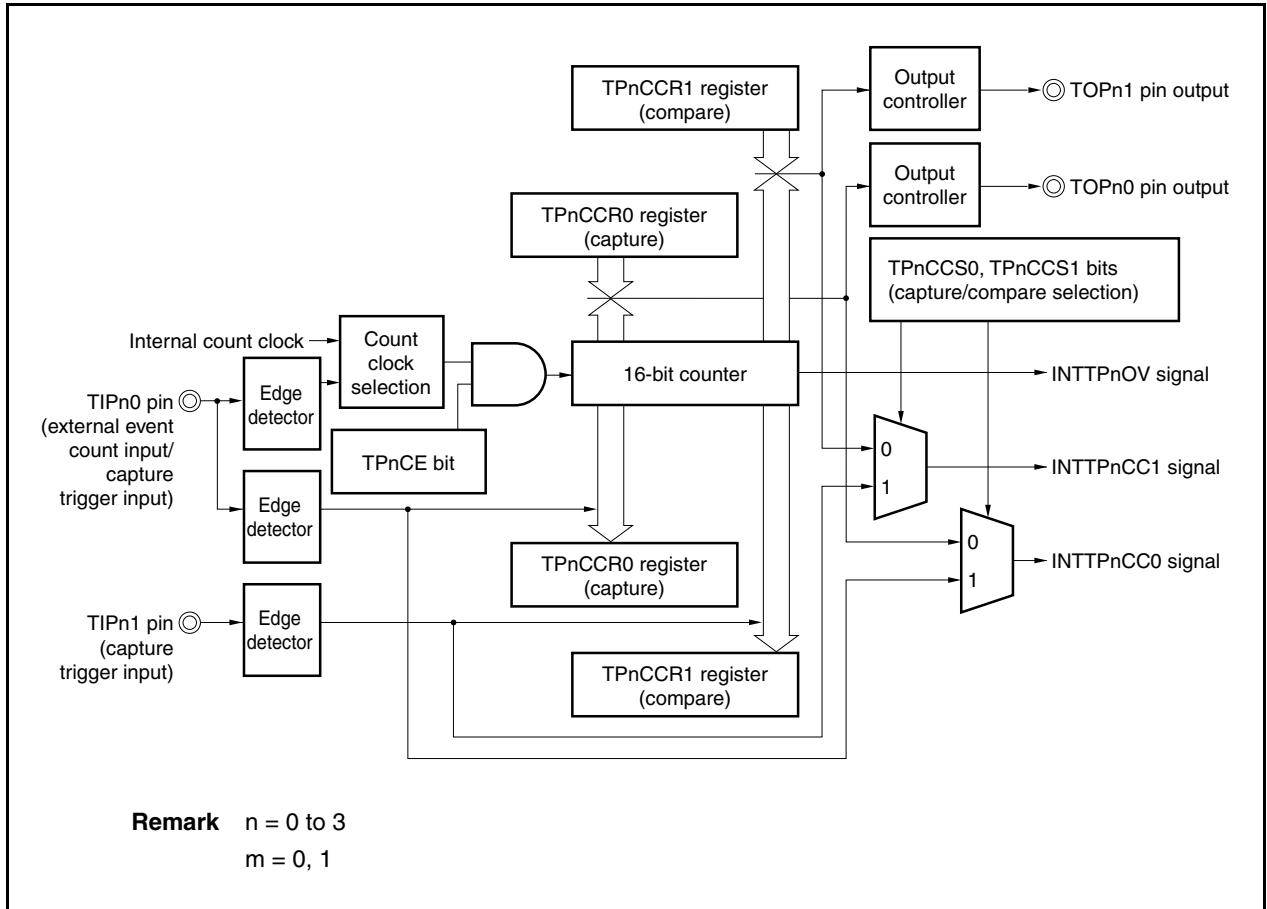 TPnCCR1 register
(compare)
Output
controller
TOPn1 pin output
Output
controller
TOPn0 pin output
TPnCCR0 register
(capture)
TPnCCS0, TPnCCS1 bits
(capture/compare selection)
Internal count clock
Count
clock
selection
16-bit counter
INTTPnOV signal
TIPn0 pin
(external event
count input/
capture
trigger input)
Edge
detector
TPnCE bit
0
1
INTTPnCC1 signal
Edge
detector
0
1
INTTPnCC0 signal
TPnCCR0 register
(capture)
TIPn1 pin
(capture
trigger input)
Edge
detector
TPnCCR1 register
(compare)
Remark n = 0 to 3
m = 0, 1